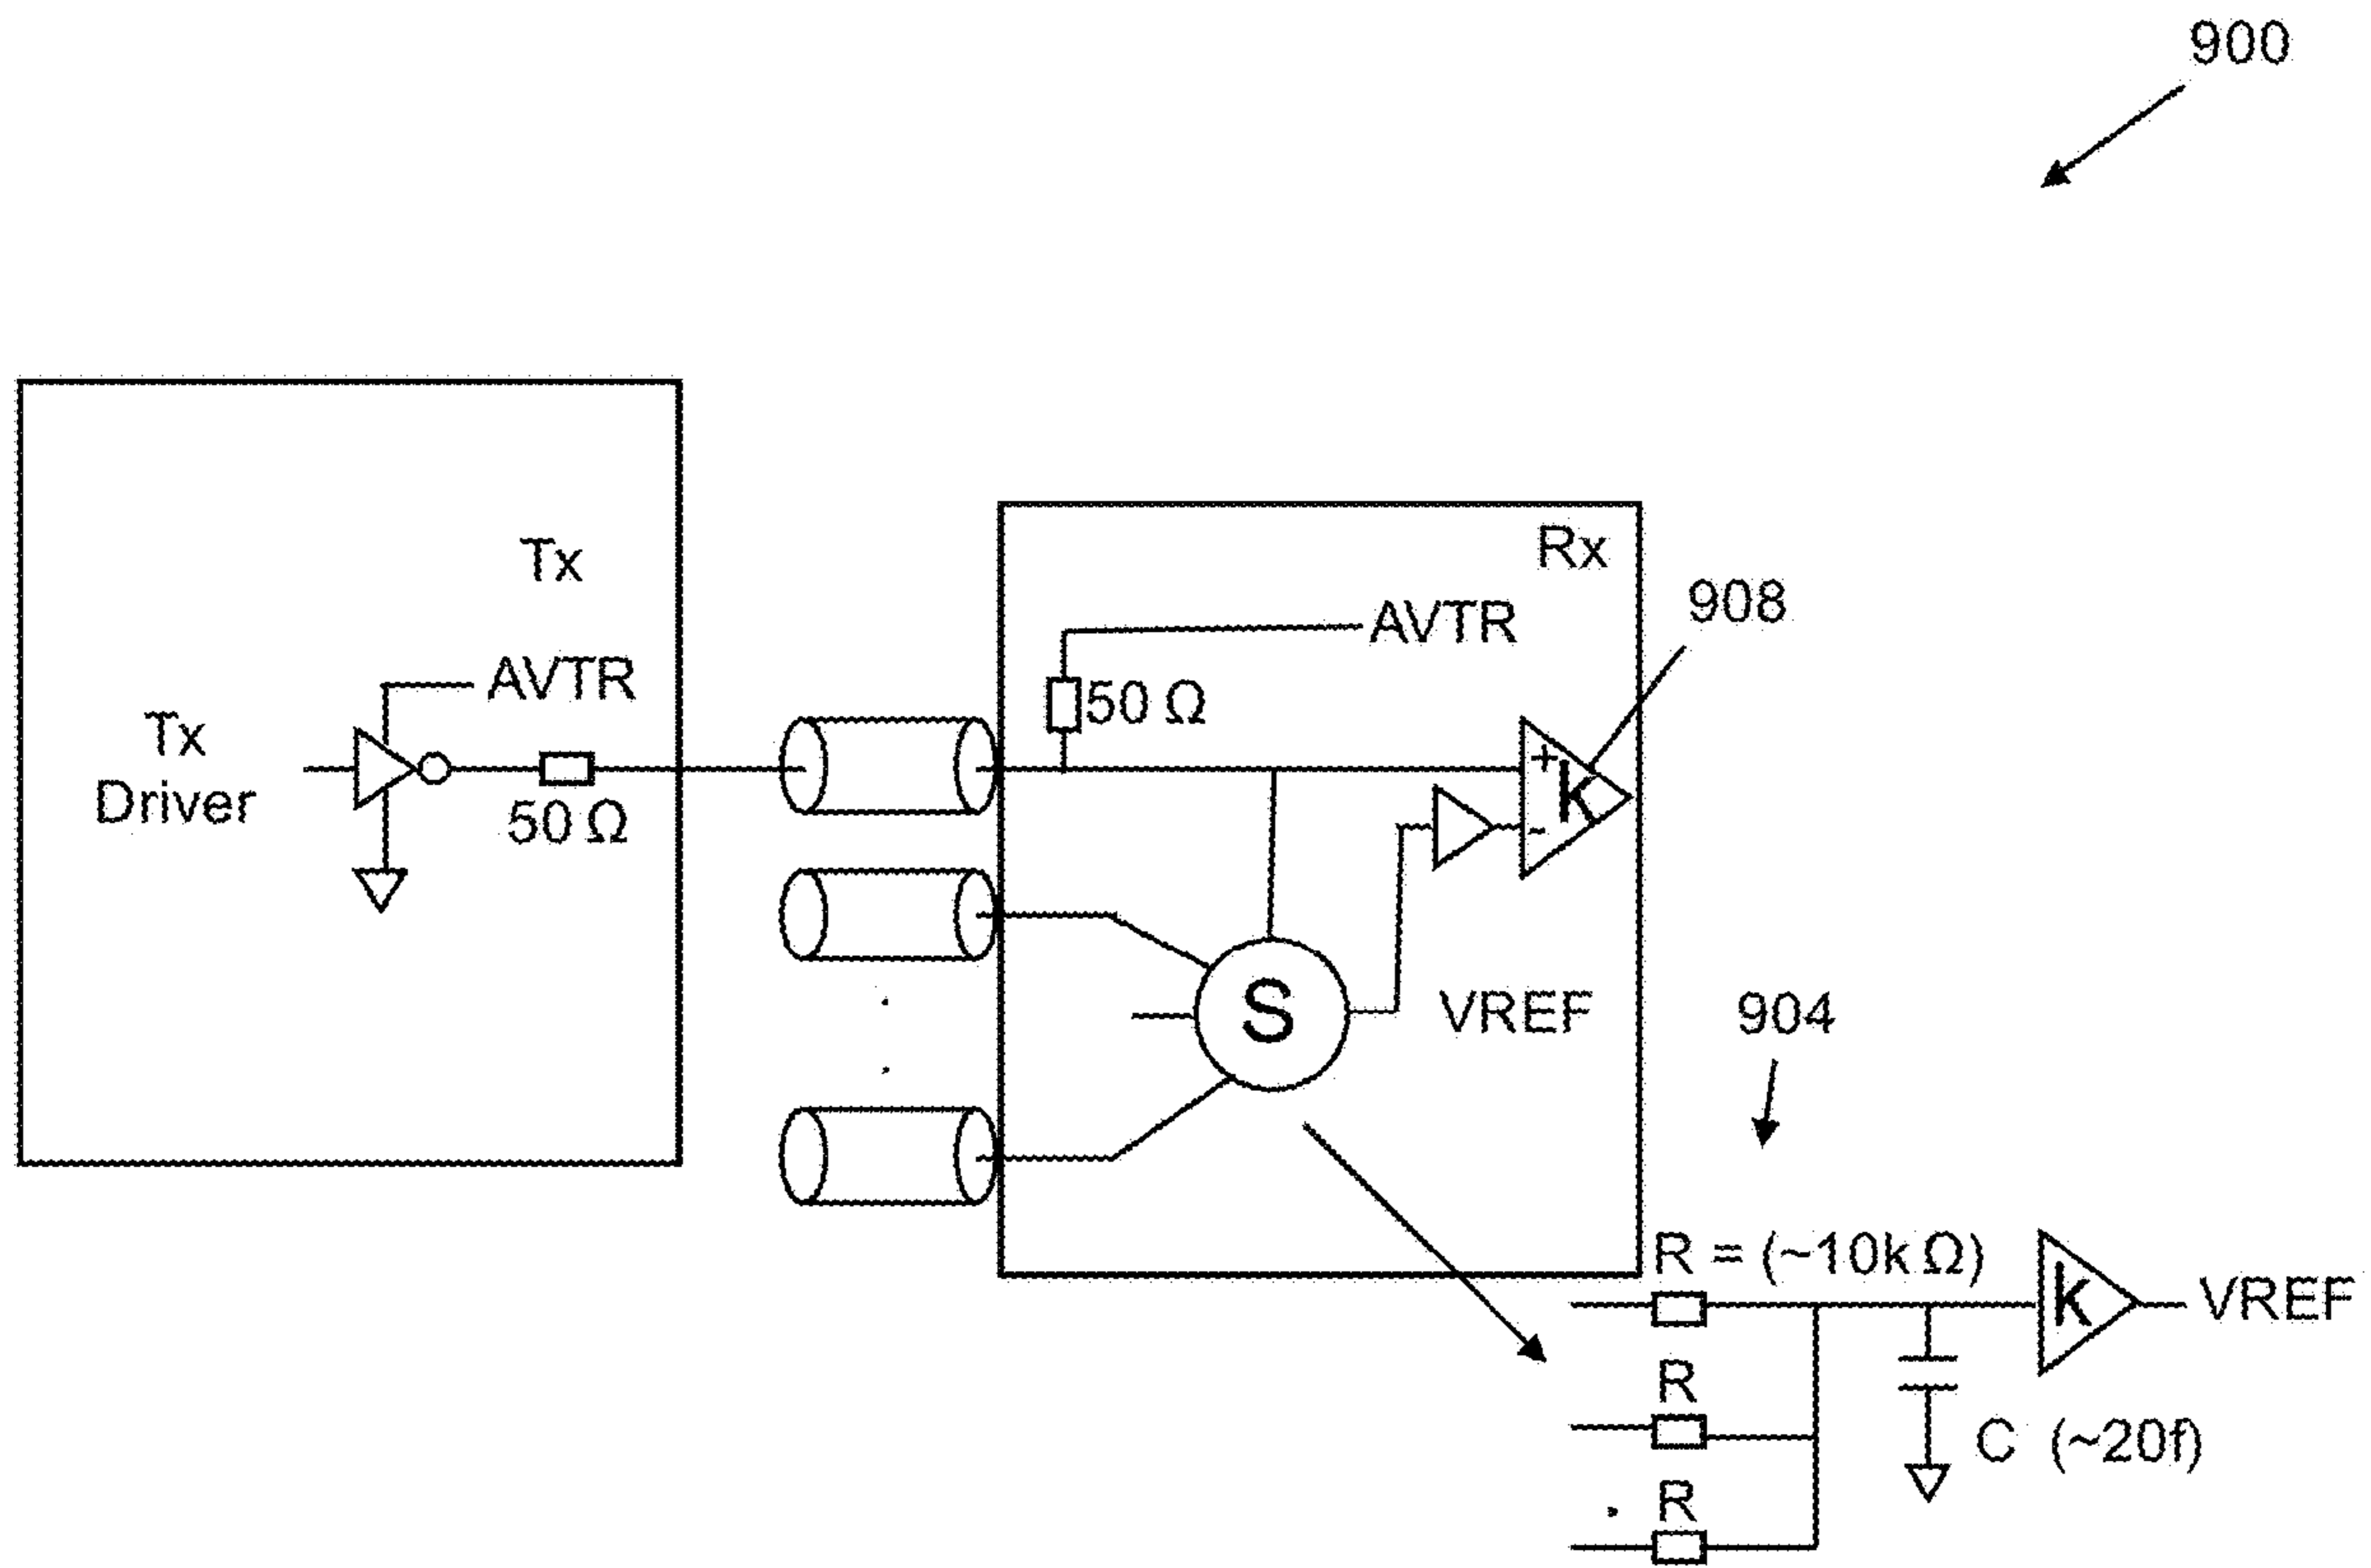 900
Tx
AVTR
Tx
Driver
50 Ω
Rx
AVTR
908
50 Ω
+
k
-
S
VREF
904
R = (~10k Ω)
k
VREF
R
C (~20f)
R